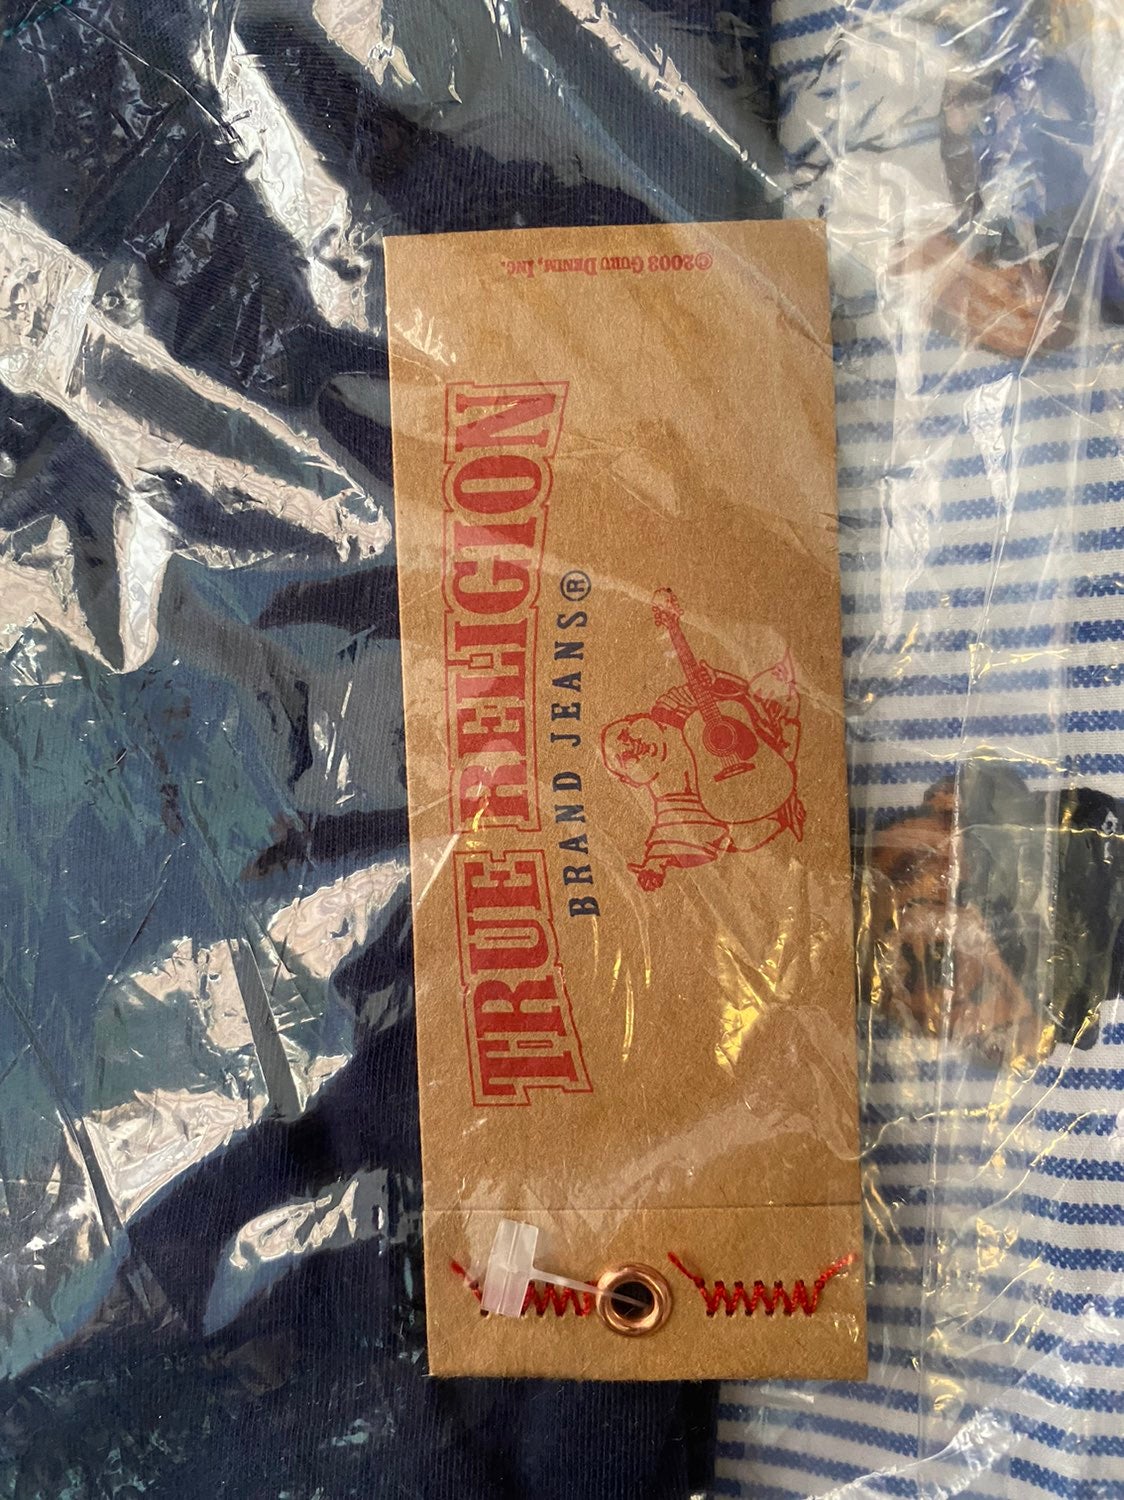 TRUE RELIGION
BRAND JEANS®
©2003 GURU DENIM, INC.